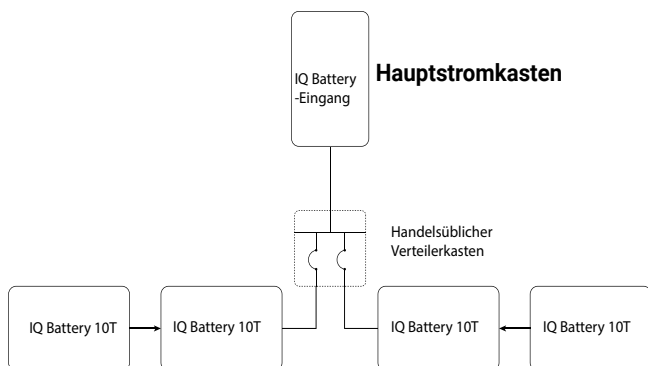 IQ Battery
-Eingang
Hauptstromkasten
Handelsüblicher
Verteilerkasten
IQ Battery 10T
IQ Battery 10T
IQ Battery 10T
IQ Battery 10T